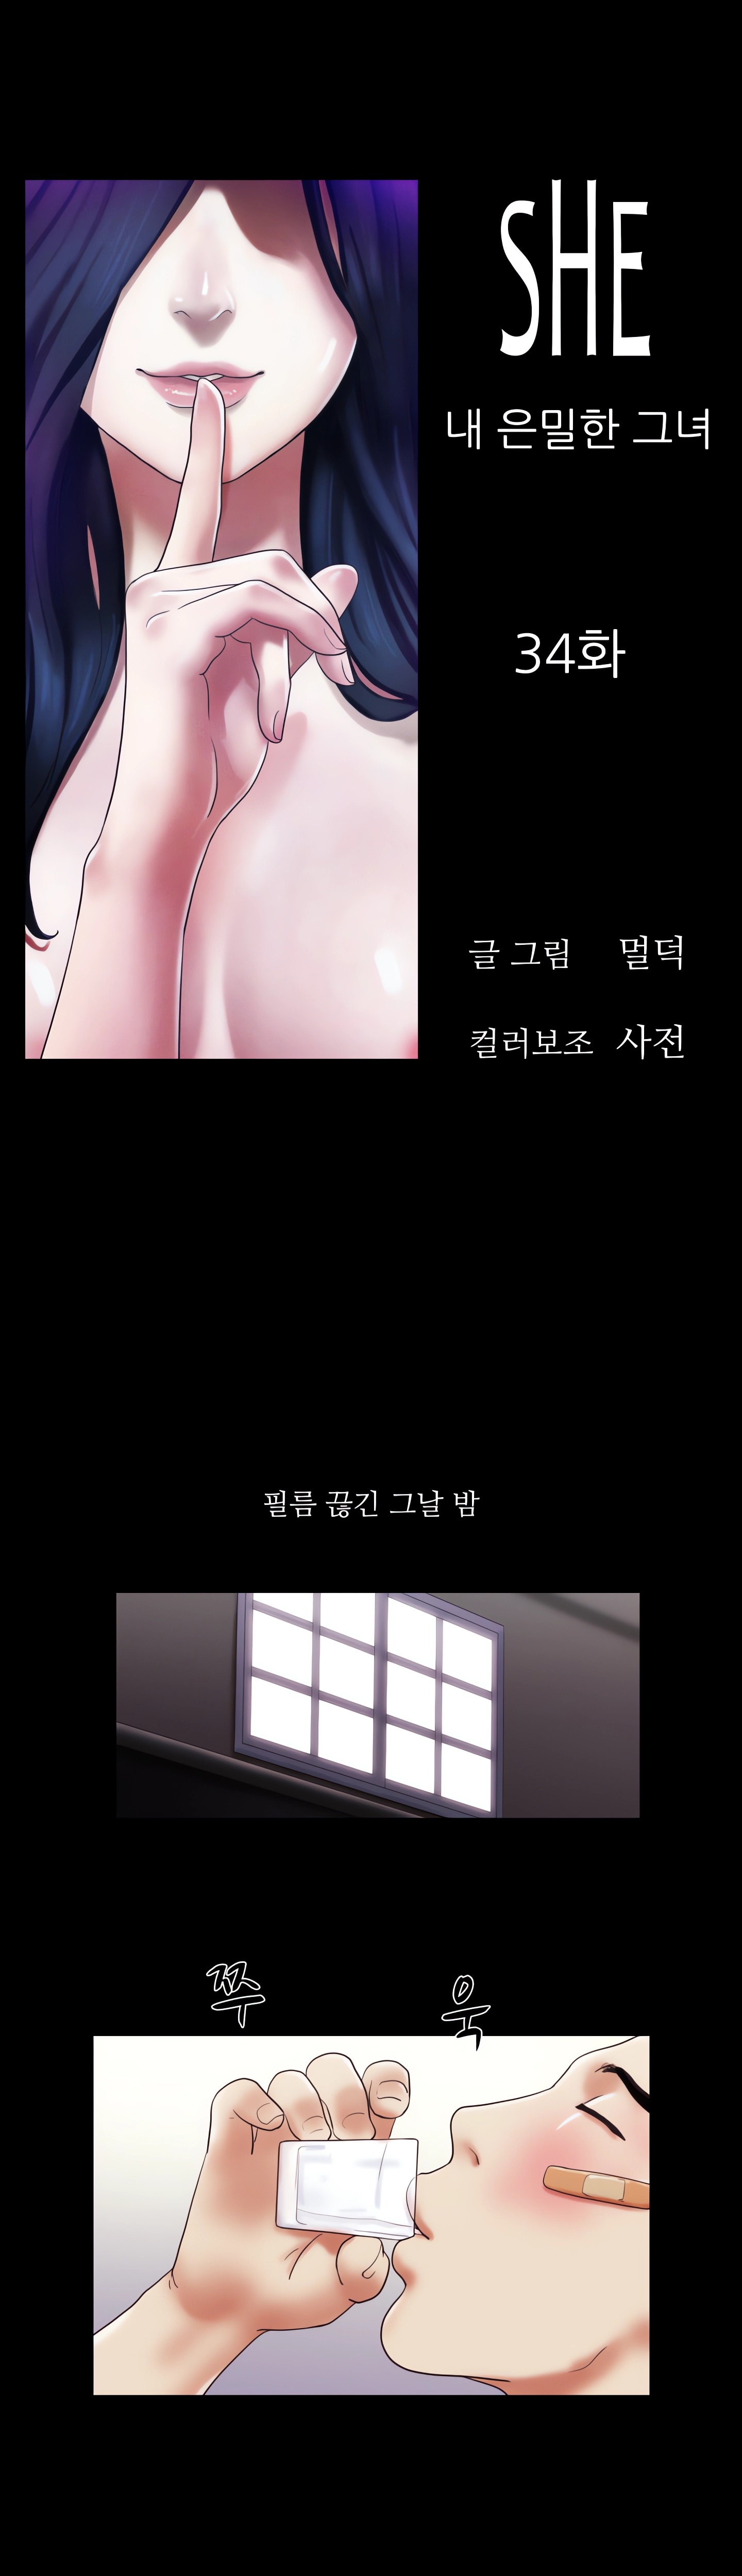 SHE
내 은밀한 그녀
34화
글 그림 멀덕
컬러보조 사전
필름 끊긴 그날 밤
쭈 욱